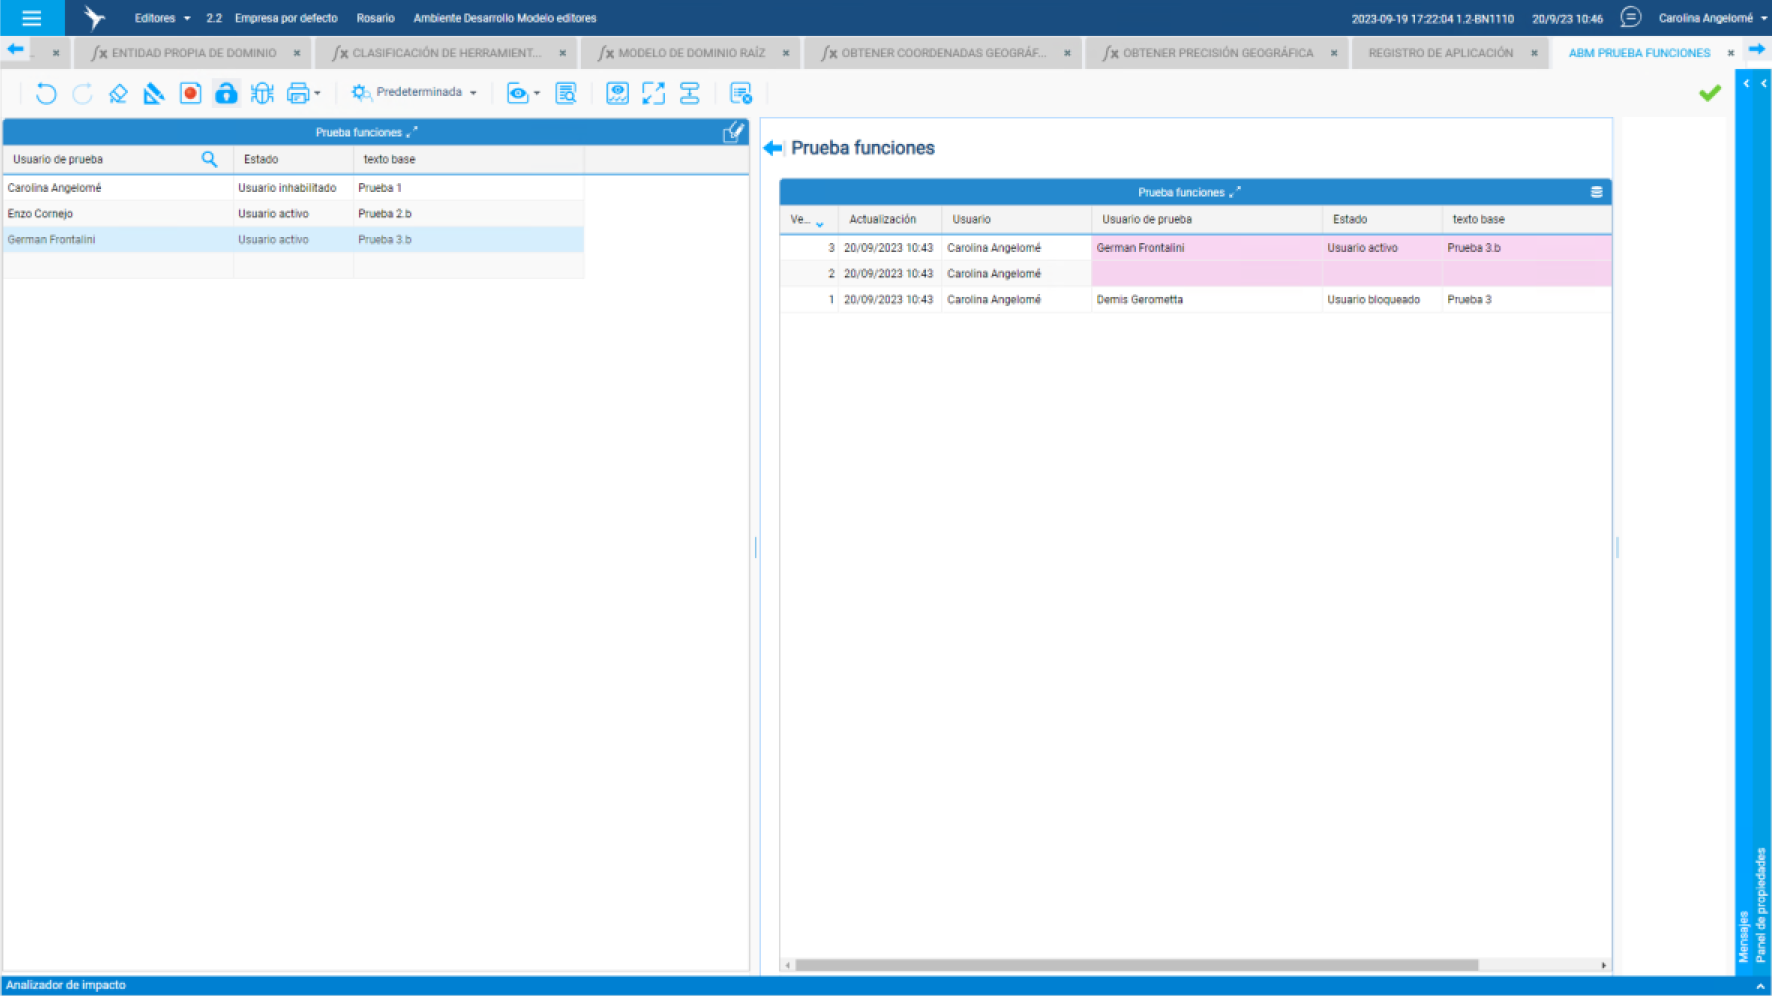 Editores 2.2 Empresa por defecto Rosario Ambiente Desarrollo Modelo editores 2023-09-19 17:22:04 1.2-BN1110 20/9/23 10:46 Carolina Angelomé
ENTIDAD PROPIA DE DOMINIO CLASIFICACIÓN DE HERRAMIENT... MODELO DE DOMINIO RAÍZ OBTENER COORDENADAS GEOGRÁF... OBTENER PRECISIÓN GEOGRÁFICA REGISTRO DE APLICACIÓN ABM PRUEBA FUNCIONES
Predeterminada
Prueba funciones
Usuario de prueba Estado texto base
Carolina Angelomé Usuario inhabilitado Prueba 1
Enzo Cornejo Usuario activo Prueba 2.b
German Frontalini Usuario activo Prueba 3.b
Prueba funciones
Prueba funciones
Ve... Actualización Usuario Usuario de prueba Estado texto base
3 20/09/2023 10:43 Carolina Angelomé German Frontalini Usuario activo Prueba 3.b
2 20/09/2023 10:43 Carolina Angelomé
1 20/09/2023 10:43 Carolina Angelomé Demis Gerometta Usuario bloqueado Prueba 3
Mensajes
Panel de propiedades
Analizador de impacto